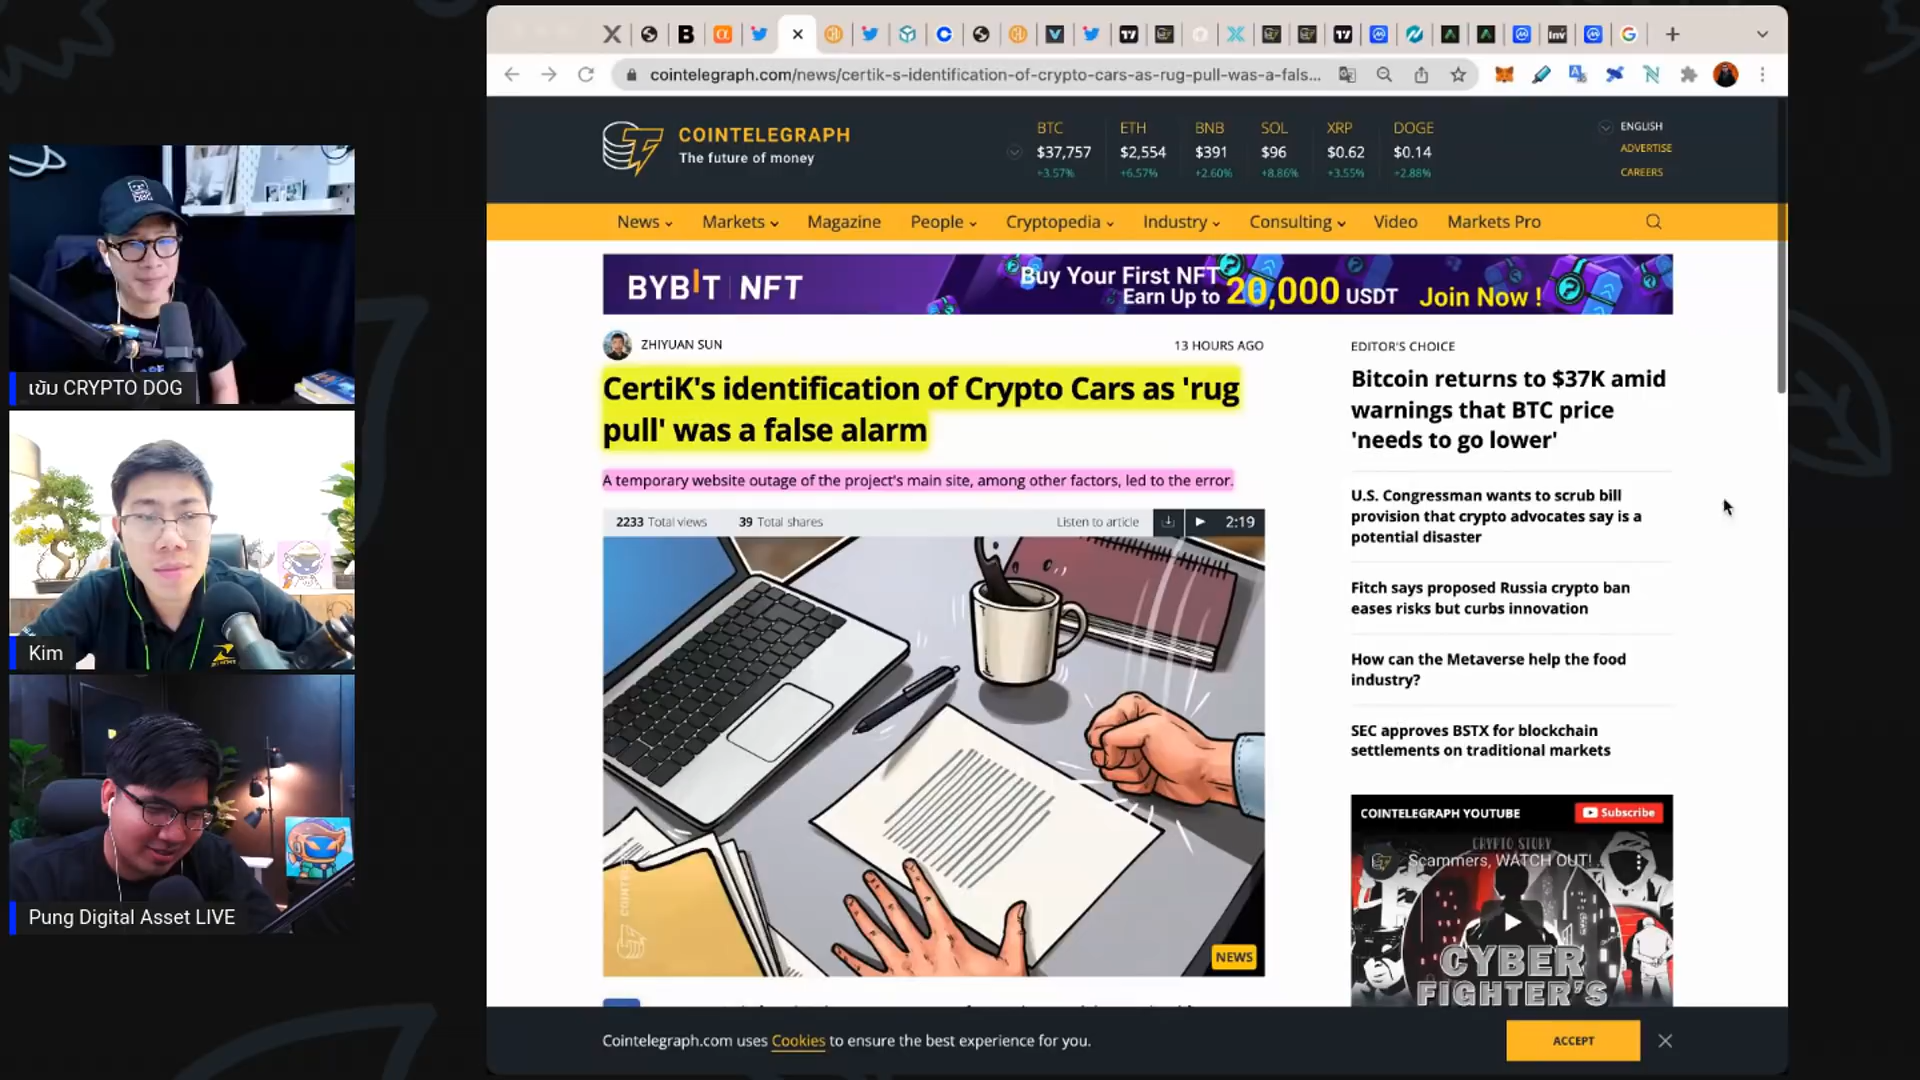 cointelegraph.com/news/certik-s-identification-of-crypto-cars-as-rug-pull-was-a-fals...
COINTELEGRAPH
The future of money
BTC ETH BNB SOL XRP DOGE
$37,757 $2,554 $391 $96 $0.62 $0.14
+3.57% +6.57% +2.60% +8.86% +3.55% +2.88%
ENGLISH
ADVERTISE
CAREERS
News Markets Magazine People Cryptopedia Industry Consulting Video Markets Pro
BYBIT NFT
Buy Your First NFT
Earn Up to 20,000 USDT Join Now !
ZHIYUAN SUN
13 HOURS AGO
CertiK's identification of Crypto Cars as 'rug
pull' was a false alarm
A temporary website outage of the project's main site, among other factors, led to the error.
2233 Total views 39 Total shares Listen to article 2:19
NEWS
EDITOR'S CHOICE
Bitcoin returns to $37K amid
warnings that BTC price
'needs to go lower'
U.S. Congressman wants to scrub bill
provision that crypto advocates say is a
potential disaster
Fitch says proposed Russia crypto ban
eases risks but curbs innovation
How can the Metaverse help the food
industry?
SEC approves BSTX for blockchain
settlements on traditional markets
COINTELEGRAPH YOUTUBE
Subscribe
CRYPTO STORY
Scammers, WATCH OUT! ...
CYBER
FIGHTER'S
Cointelegraph.com uses Cookies to ensure the best experience for you.
ACCEPT
เข้ม CRYPTO DOG
Kim
Pung Digital Asset LIVE